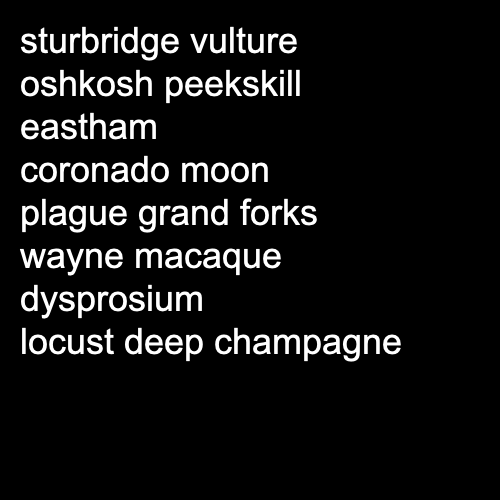 sturbridge vulture
oshkosh peekskill
eastham
coronado moon
plague grand forks
wayne macaque
dysprosium
locust deep champagne